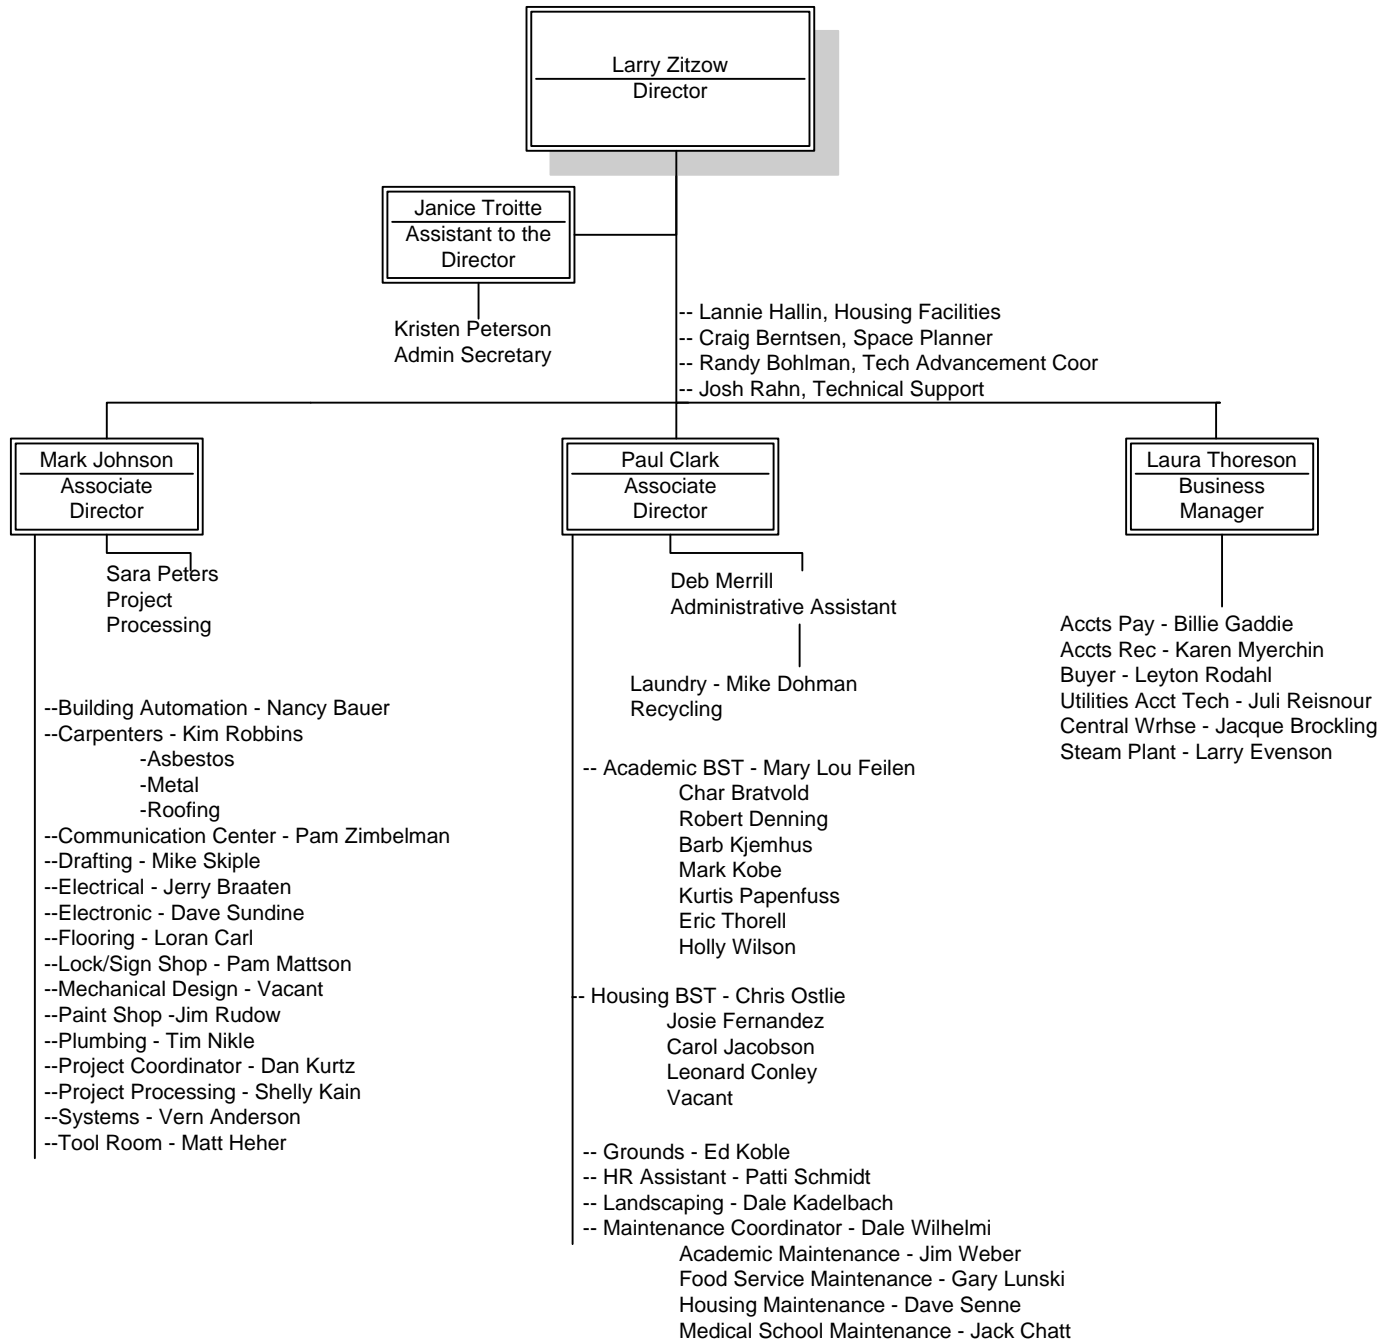 Larry Zitzow
Director
Janice Troitte
Assistant to the
Director
Kristen Peterson
Admin Secretary
-- Lannie Hallin, Housing Facilities
-- Craig Berntsen, Space Planner
-- Randy Bohlman, Tech Advancement Coor
-- Josh Rahn, Technical Support
Mark Johnson
Associate
Director
Sara Peters
Project
Processing
--Building Automation - Nancy Bauer
--Carpenters - Kim Robbins
-Asbestos
-Metal
-Roofing
--Communication Center - Pam Zimbelman
--Drafting - Mike Skiple
--Electrical - Jerry Braaten
--Electronic - Dave Sundine
--Flooring - Loran Carl
--Lock/Sign Shop - Pam Mattson
--Mechanical Design - Vacant
--Paint Shop -Jim Rudow
--Plumbing - Tim Nikle
--Project Coordinator - Dan Kurtz
--Project Processing - Shelly Kain
--Systems - Vern Anderson
--Tool Room - Matt Heher
Paul Clark
Associate
Director
Deb Merrill
Administrative Assistant
Laundry - Mike Dohman
Recycling
-- Academic BST - Mary Lou Feilen
Char Bratvold
Robert Denning
Barb Kjemhus
Mark Kobe
Kurtis Papenfuss
Eric Thorell
Holly Wilson
-- Housing BST - Chris Ostlie
Josie Fernandez
Carol Jacobson
Leonard Conley
Vacant
-- Grounds - Ed Koble
-- HR Assistant - Patti Schmidt
-- Landscaping - Dale Kadelbach
-- Maintenance Coordinator - Dale Wilhelmi
Academic Maintenance - Jim Weber
Food Service Maintenance - Gary Lunski
Housing Maintenance - Dave Senne
Medical School Maintenance - Jack Chatt
Laura Thoreson
Business
Manager
Accts Pay - Billie Gaddie
Accts Rec - Karen Myerchin
Buyer - Leyton Rodahl
Utilities Acct Tech - Juli Reisnour
Central Wrhse - Jacque Brockling
Steam Plant - Larry Evenson